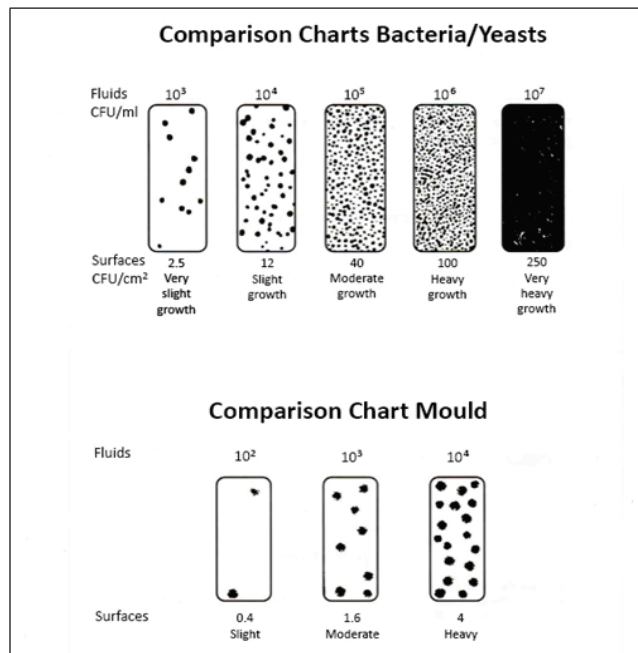 Comparison Charts Bacteria/Yeasts
Fluids 10³ 10⁴ 10⁵ 10⁶ 10⁷
CFU/ml
Surfaces 2.5 12 40 100 250
CFU/cm² Very Slight Moderate Heavy Very
slight growth growth growth heavy
growth growth
Comparison Chart Mould
Fluids 10² 10³ 10⁴
Surfaces 0.4 1.6 4
Slight Moderate Heavy